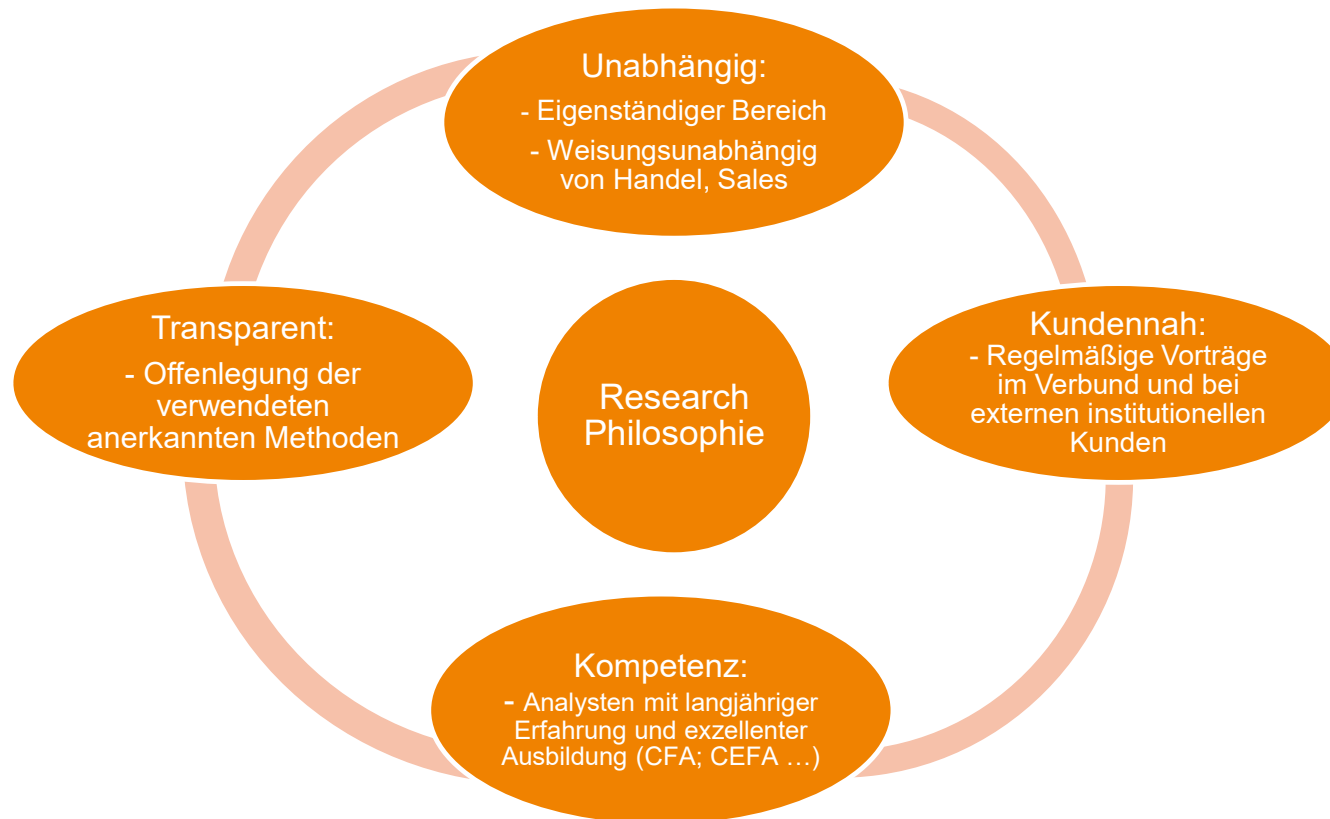 Unabhängig:
- Eigenständiger Bereich
- Weisungsunabhängig
von Handel, Sales
Transparent:
- Offenlegung der
verwendeten
anerkannten Methoden
Research
Philosophie
Kundennah:
- Regelmäßige Vorträge
im Verbund und bei
externen institutionellen
Kunden
Kompetenz:
- Analysten mit langjähriger
Erfahrung und exzellenter
Ausbildung (CFA; CEFA …)